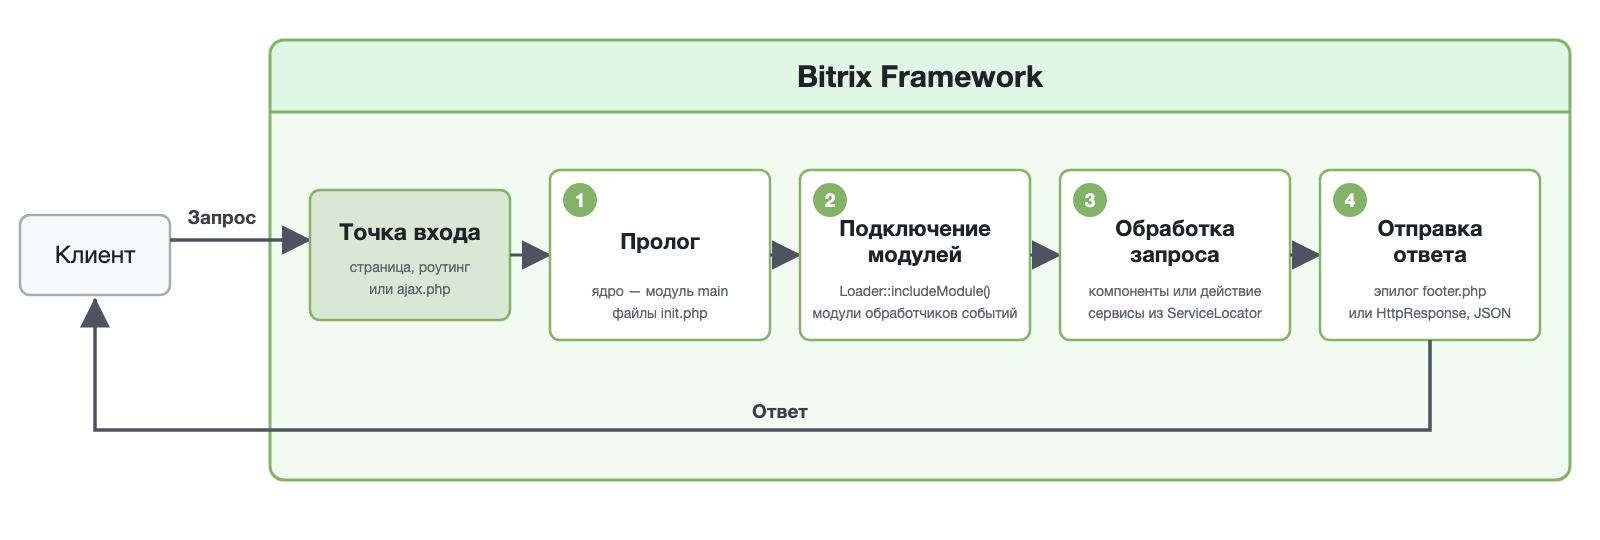 Bitrix Framework
Клиент
Запрос
Точка входа
страница, роутинг
или ajax.php
1
Пролог
ядро — модуль main
файлы init.php
2
Подключение
модулей
Loader::includeModule()
модули обработчиков событий
3
Обработка
запроса
компоненты или действие
сервисы из ServiceLocator
4
Отправка
ответа
эпилог footer.php
или HttpResponse, JSON
Ответ